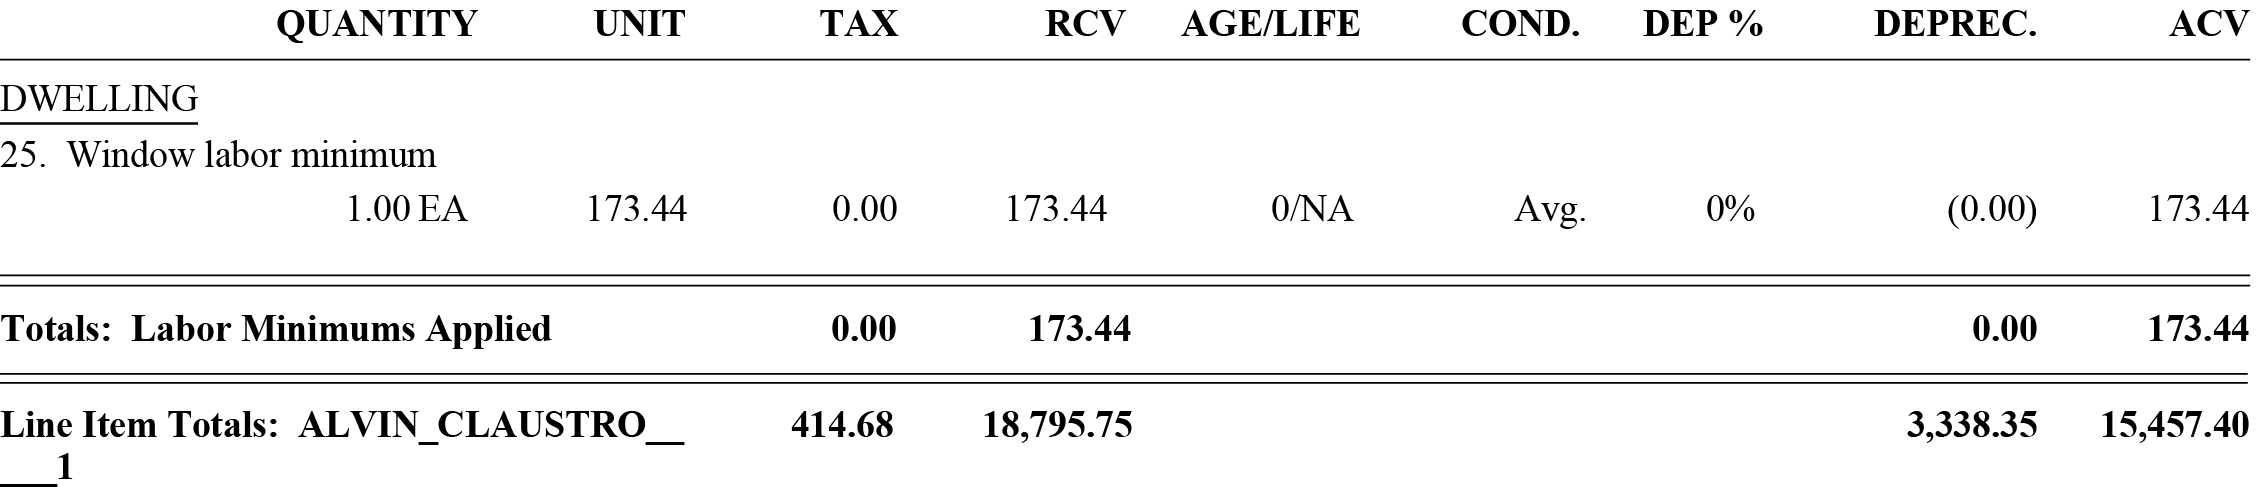 QUANTITY UNIT TAX RCV AGE/LIFE COND. DEP % DEPREC. ACV
DWELLING
25. Window labor minimum
1.00 EA 173.44 0.00 173.44 0/NA Avg. 0% (0.00) 173.44
Totals: Labor Minimums Applied 0.00 173.44 0.00 173.44
Line Item Totals: ALVIN_CLAUSTRO__ 414.68 18,795.75 3,338.35 15,457.40
___1